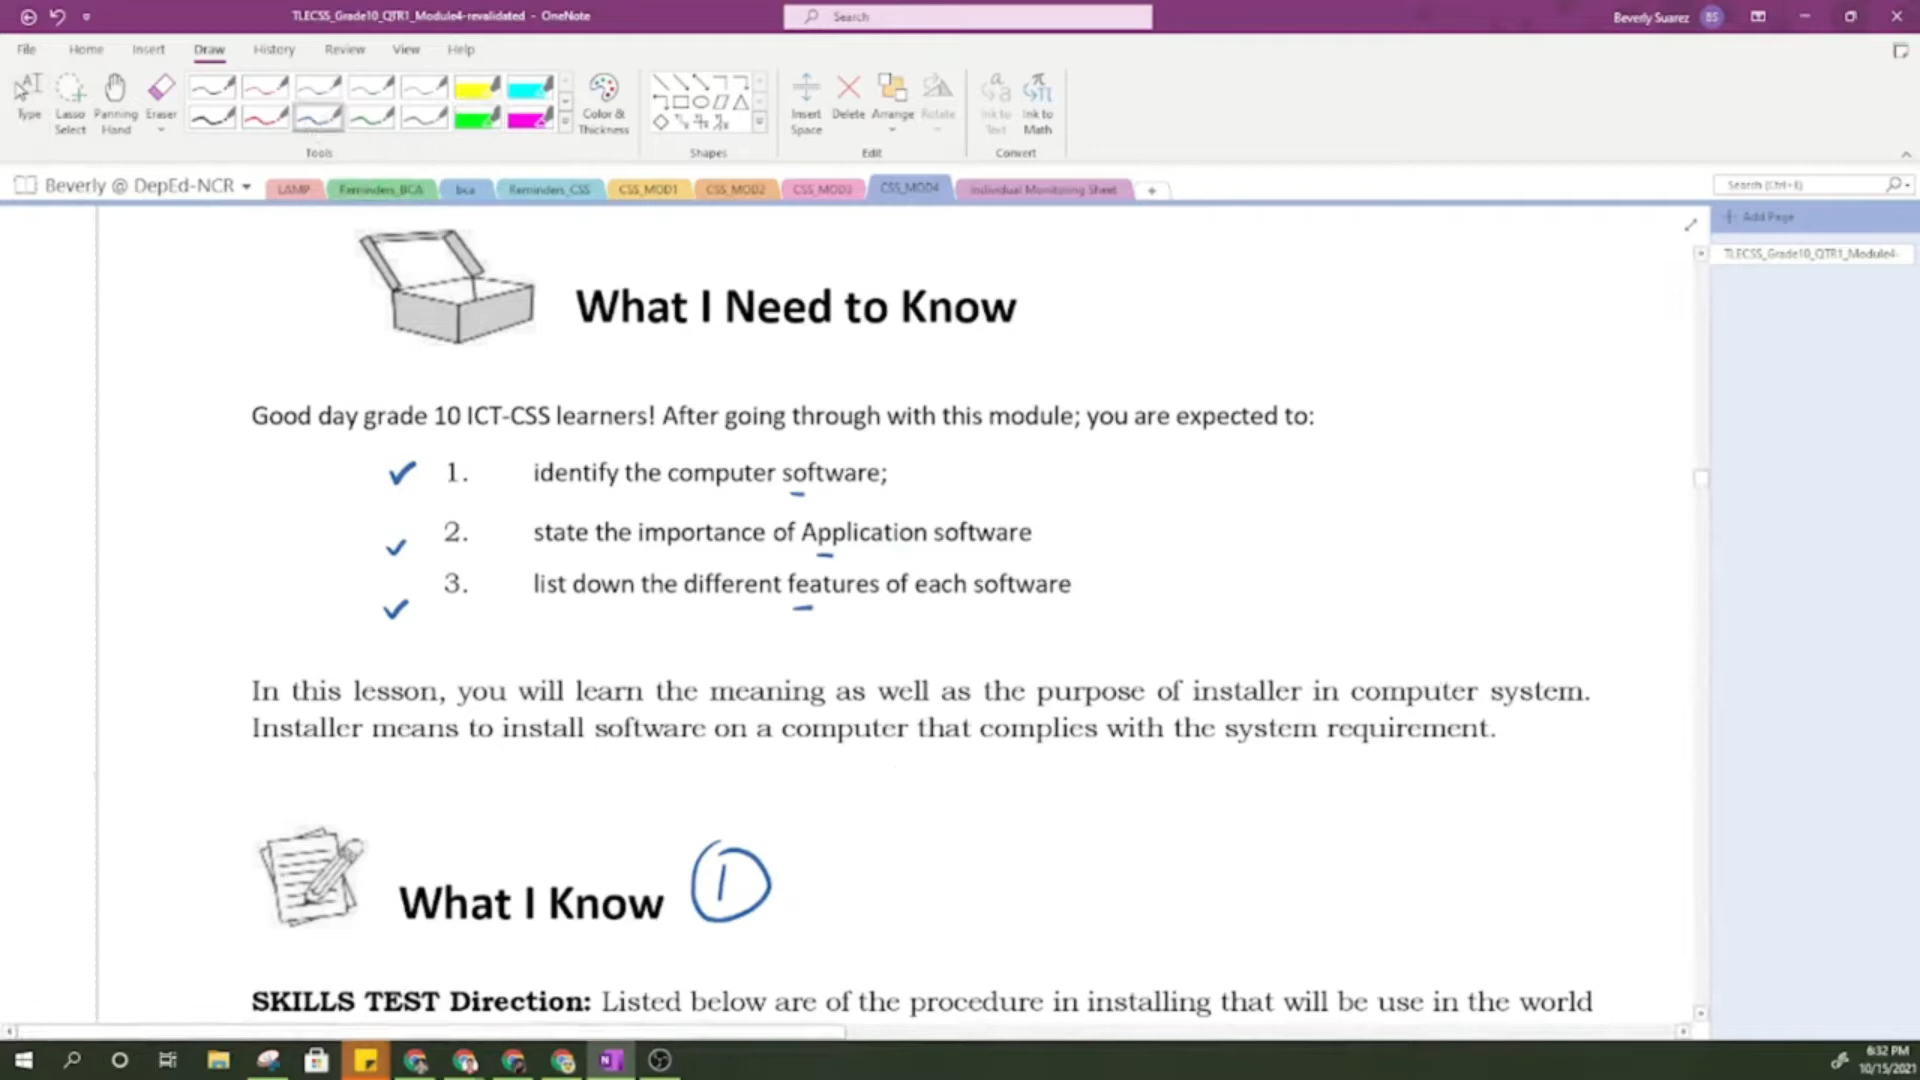 TLECSS_Grade10_QTR1_Module4-revalidated - OneNote
Search
Beverly Suarez BS
File Home Insert Draw History Review View Help
Type
Lasso Select
Panning Hand
Eraser
Color & Thickness
Insert Space
Delete
Arrange
Rotate
Ink to Text
Ink to Math
Tools
Shapes
Edit
Convert
Beverly @ DepEd-NCR
LAMP
Reminders_BCA
bca
Reminders_CSS
CSS_MOD1
CSS_MOD2
CSS_MOD3
CSS_MOD4
Individual Monitoring Sheet
+
Search (Ctrl+E)
Add Page
TLECSS_Grade10_QTR1_Module4-
What I Need to Know
Good day grade 10 ICT-CSS learners! After going through with this module; you are expected to:
1. identify the computer software;
2. state the importance of Application software
3. list down the different features of each software
In this lesson, you will learn the meaning as well as the purpose of installer in computer system.
Installer means to install software on a computer that complies with the system requirement.
What I Know 1
SKILLS TEST Direction: Listed below are of the procedure in installing that will be use in the world
6:32 PM
10/15/2021